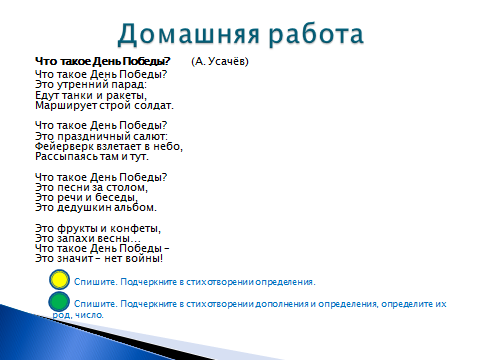 Домашняя работа
Что такое День Победы? (А. Усачёв)
Что такое День Победы?
Это утренний парад:
Едут танки и ракеты,
Марширует строй солдат.
Что такое День Победы?
Это праздничный салют:
Фейерверк взлетает в небо,
Рассыпаясь там и тут.
Что такое День Победы?
Это песни за столом,
Это речи и беседы,
Это дедушкин альбом.
Это фрукты и конфеты,
Это запахи весны…
Что такое День Победы –
Это значит – нет войны!
Спишите. Подчеркните в стихотворении определения.
Спишите. Подчеркните в стихотворении дополнения и определения, определите их
род, число.